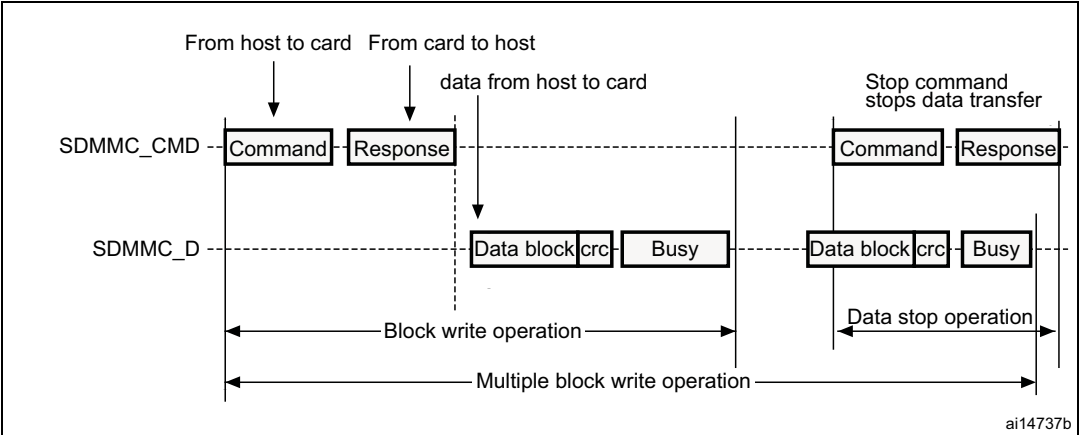 From host to card
From card to host
data from host to card
Stop command
stops data transfer
SDMMC_CMD
Command
Response
Command
Response
SDMMC_D
Data block
crc
Busy
Data block
crc
Busy
Data stop operation
Block write operation
Multiple block write operation
ai14737b